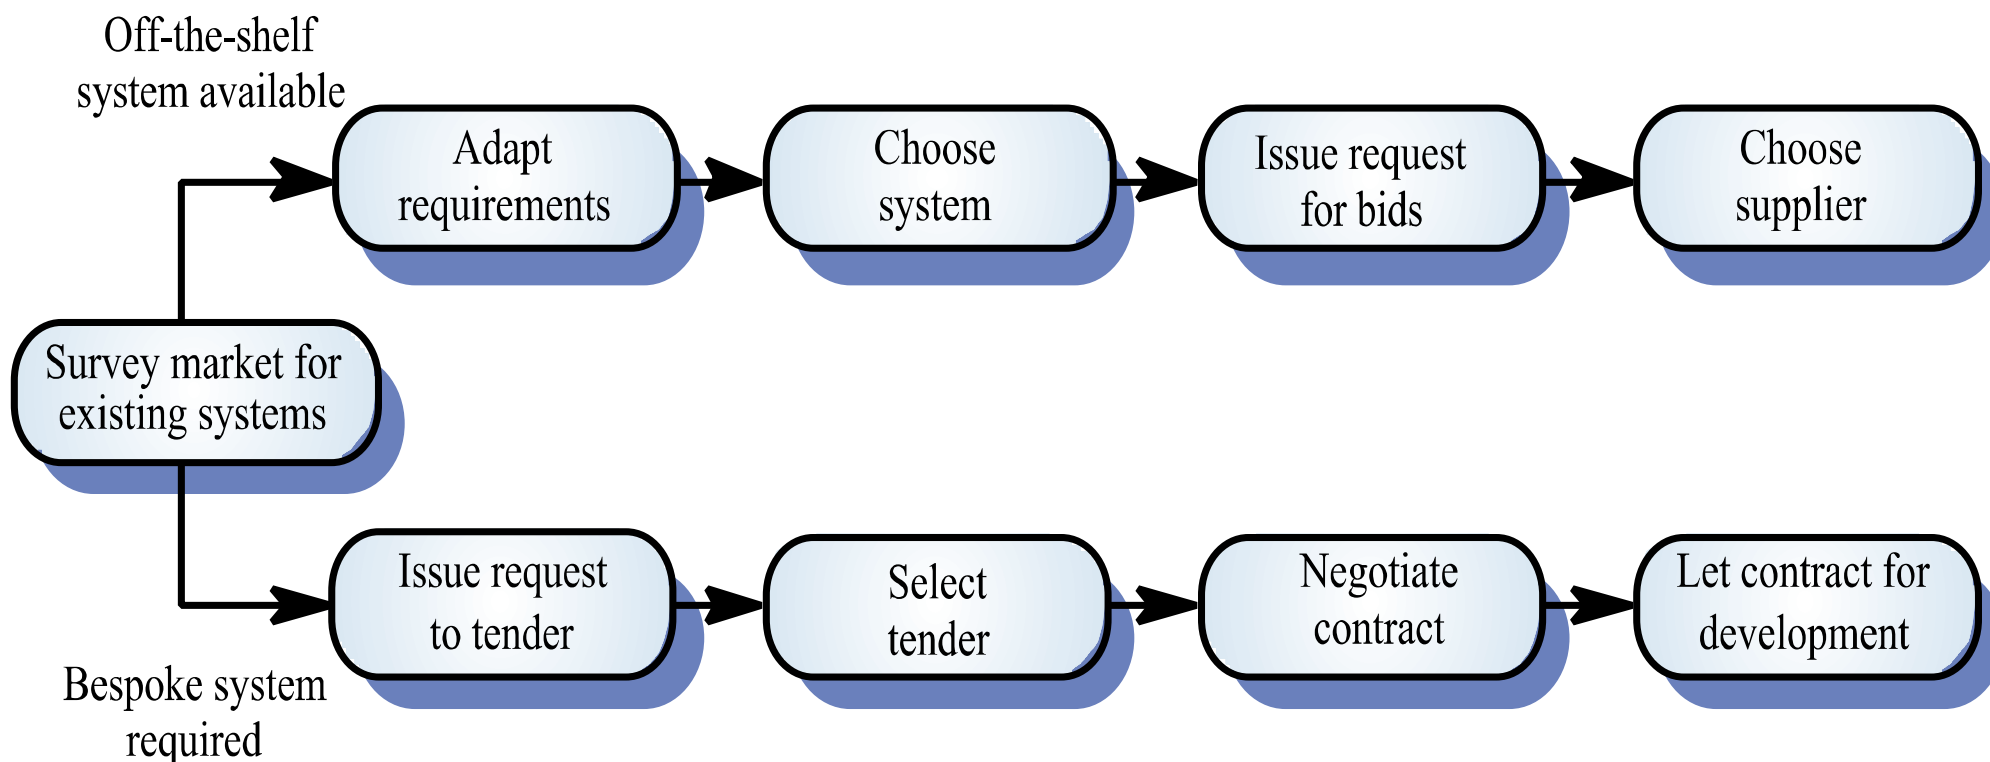 Off-the-shelf
system available
Adapt
requirements
Choose
system
Issue request
for bids
Choose
supplier
Survey market for
existing systems
Issue request
to tender
Select
tender
Negotiate
contract
Let contract for
development
Bespoke system
required